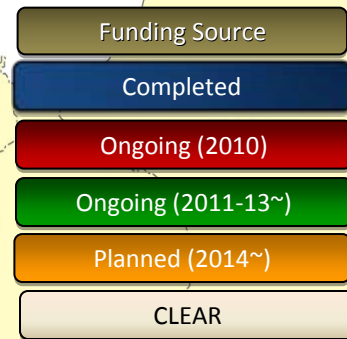 Funding Source
Completed
Ongoing (2010)
Ongoing (2011-13~)
Planned (2014~)
CLEAR